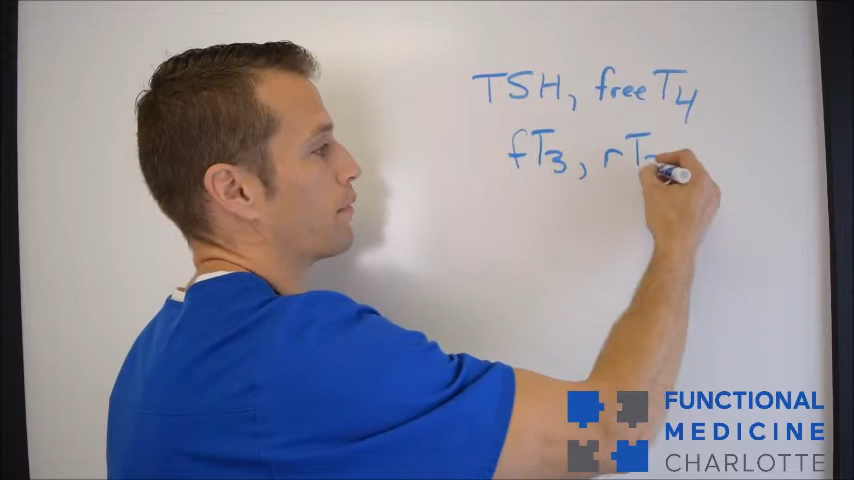 TSH, free T4
fT3, rT
FUNCTIONAL
MEDICINE
CHARLOTTE